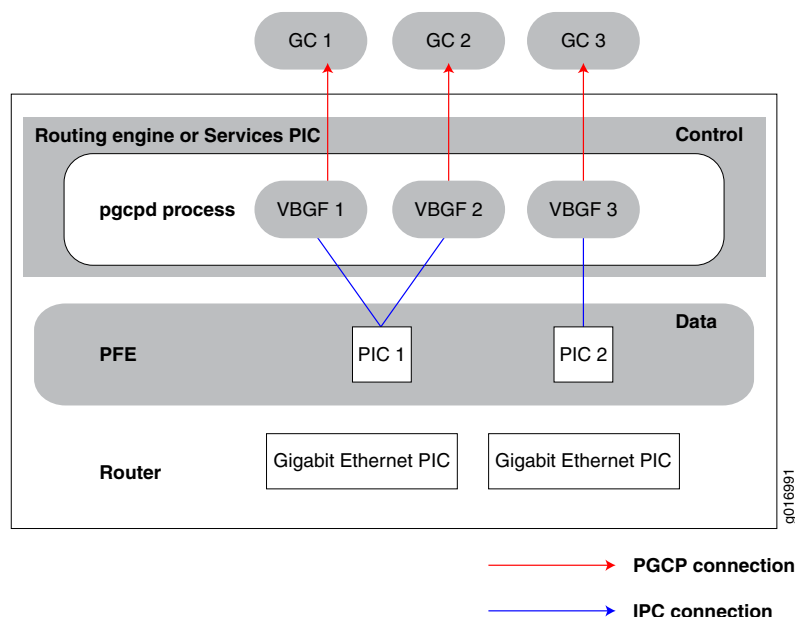 GC 1
GC 2
GC 3
Routing engine or Services PIC
Control
pgcpd process
VBGF 1
VBGF 2
VBGF 3
Data
PFE
PIC 1
PIC 2
Router
Gigabit Ethernet PIC
Gigabit Ethernet PIC
g016991
PGCP connection
IPC connection